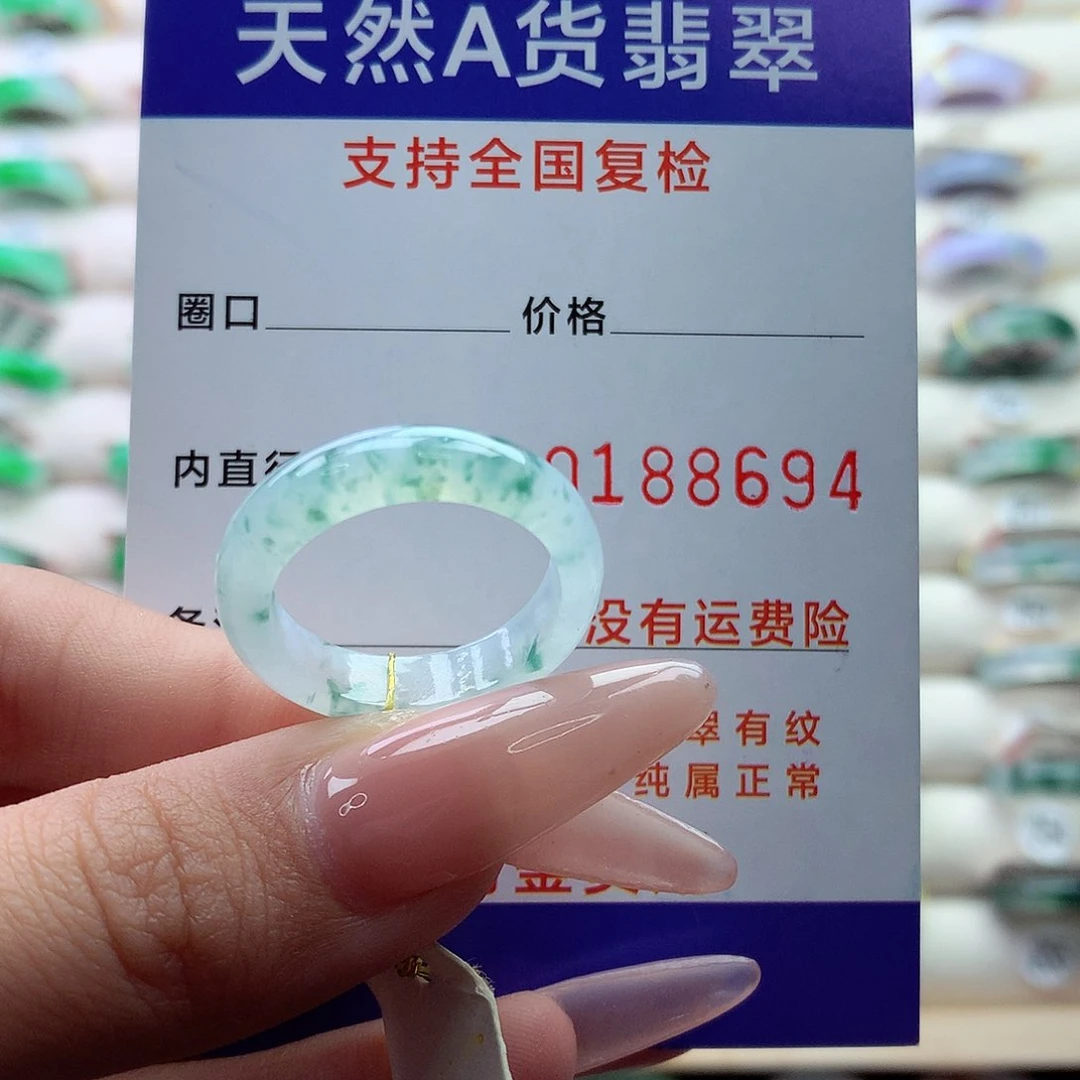 天然A货翡翠
支持全国复检
圈口 价格
内直径 0188694
没有运费险
翠有纹
纯属正常